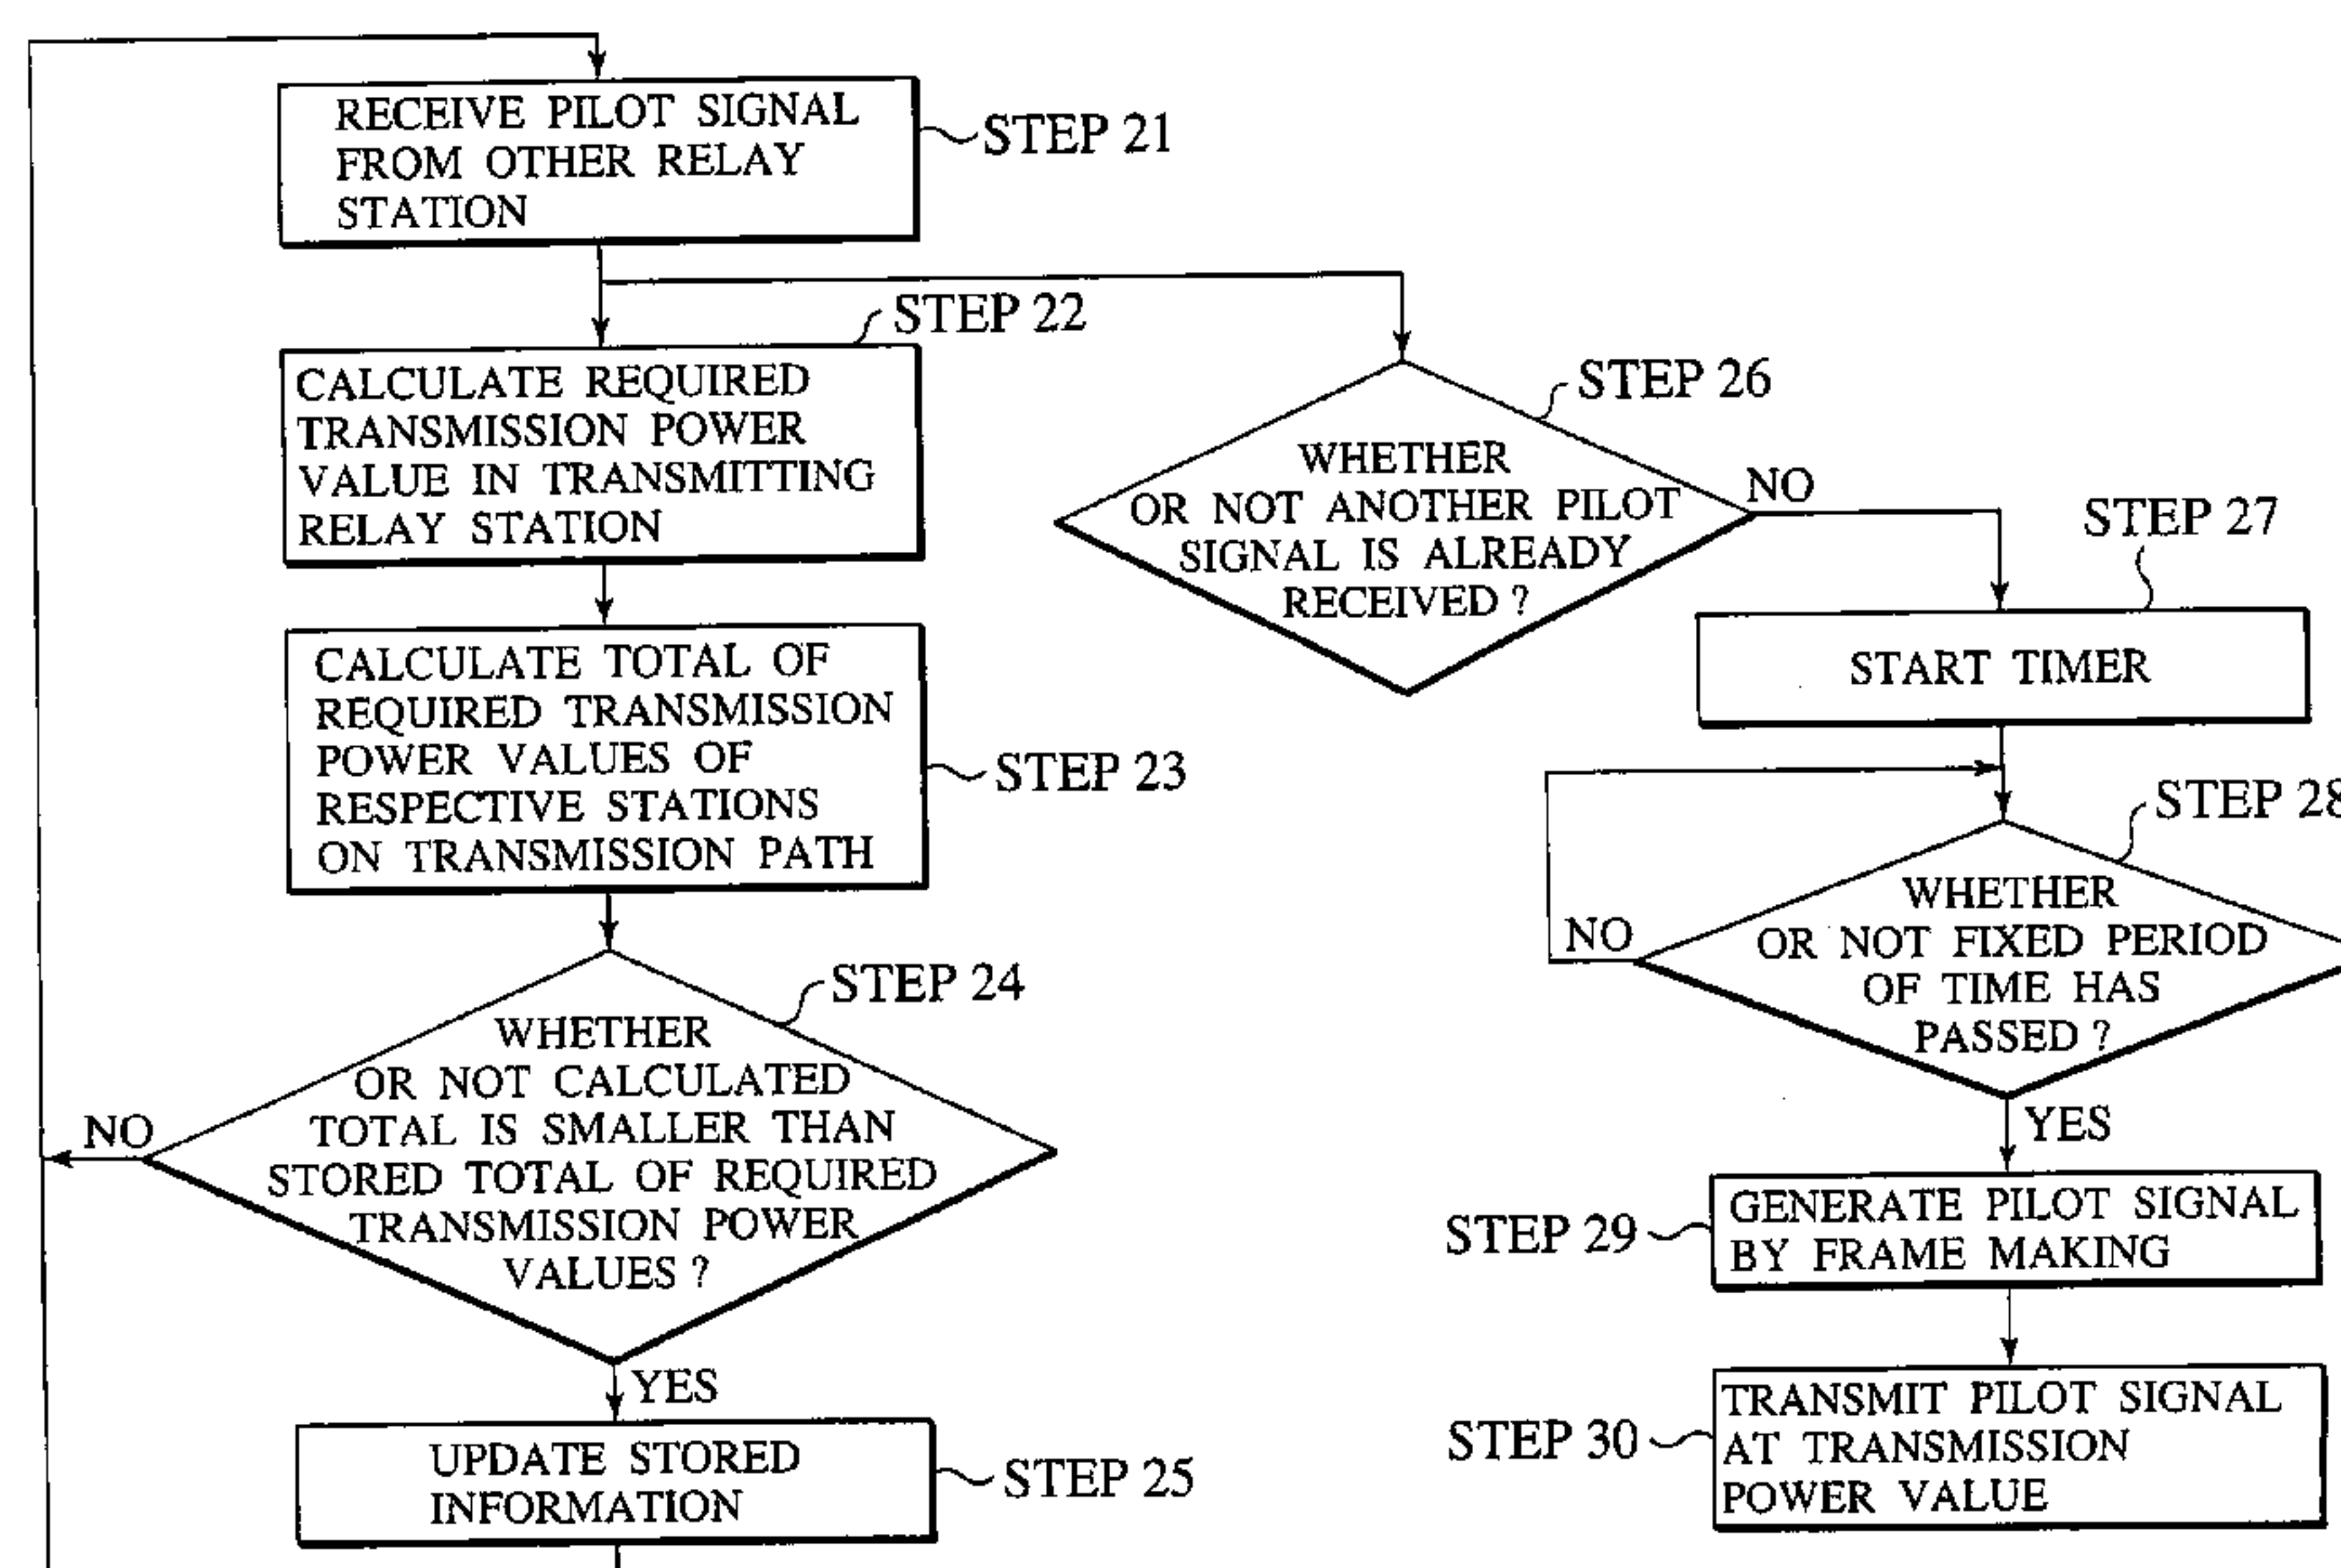 RECEIVE PILOT SIGNAL
FROM OTHER RELAY
STATION
STEP 21
STEP 22
CALCULATE REQUIRED
TRANSMISSION POWER
VALUE IN TRANSMITTING
RELAY STATION
CALCULATE TOTAL OF
REQUIRED TRANSMISSION
POWER VALUES OF
RESPECTIVE STATIONS
ON TRANSMISSION PATH
STEP 23
STEP 24
WHETHER
OR NOT CALCULATED
TOTAL IS SMALLER THAN
STORED TOTAL OF REQUIRED
TRANSMISSION POWER
VALUES ?
NO
YES
UPDATE STORED
INFORMATION
STEP 25
STEP 26
WHETHER
OR NOT ANOTHER PILOT
SIGNAL IS ALREADY
RECEIVED ?
NO
STEP 27
START TIMER
STEP 28
WHETHER
OR NOT FIXED PERIOD
OF TIME HAS
PASSED ?
NO
YES
STEP 29
GENERATE PILOT SIGNAL
BY FRAME MAKING
STEP 30
TRANSMIT PILOT SIGNAL
AT TRANSMISSION
POWER VALUE